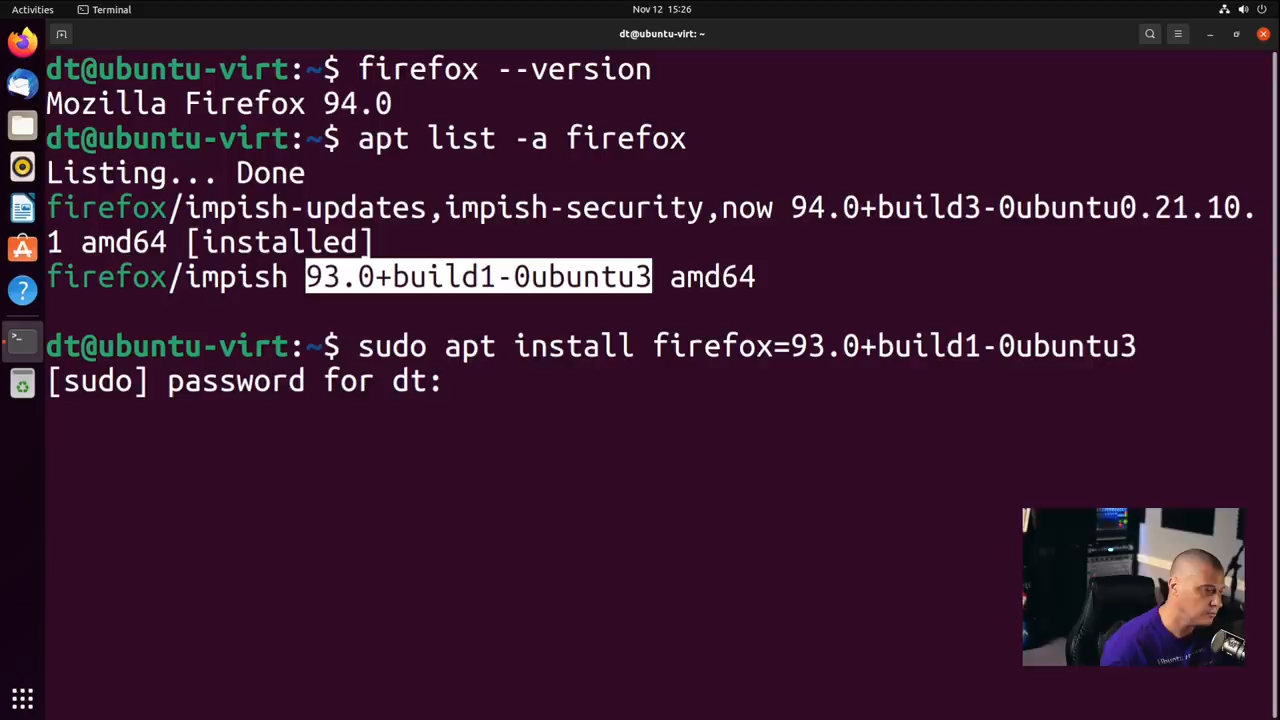 Activities
Terminal
Nov 12 15:26
dt@ubuntu-virt: ~
dt@ubuntu-virt:~$ firefox --version
Mozilla Firefox 94.0
dt@ubuntu-virt:~$ apt list -a firefox
Listing... Done
firefox/impish-updates,impish-security,now 94.0+build3-0ubuntu0.21.10.
1 amd64 [installed]
firefox/impish 93.0+build1-0ubuntu3 amd64
dt@ubuntu-virt:~$ sudo apt install firefox=93.0+build1-0ubuntu3
[sudo] password for dt: